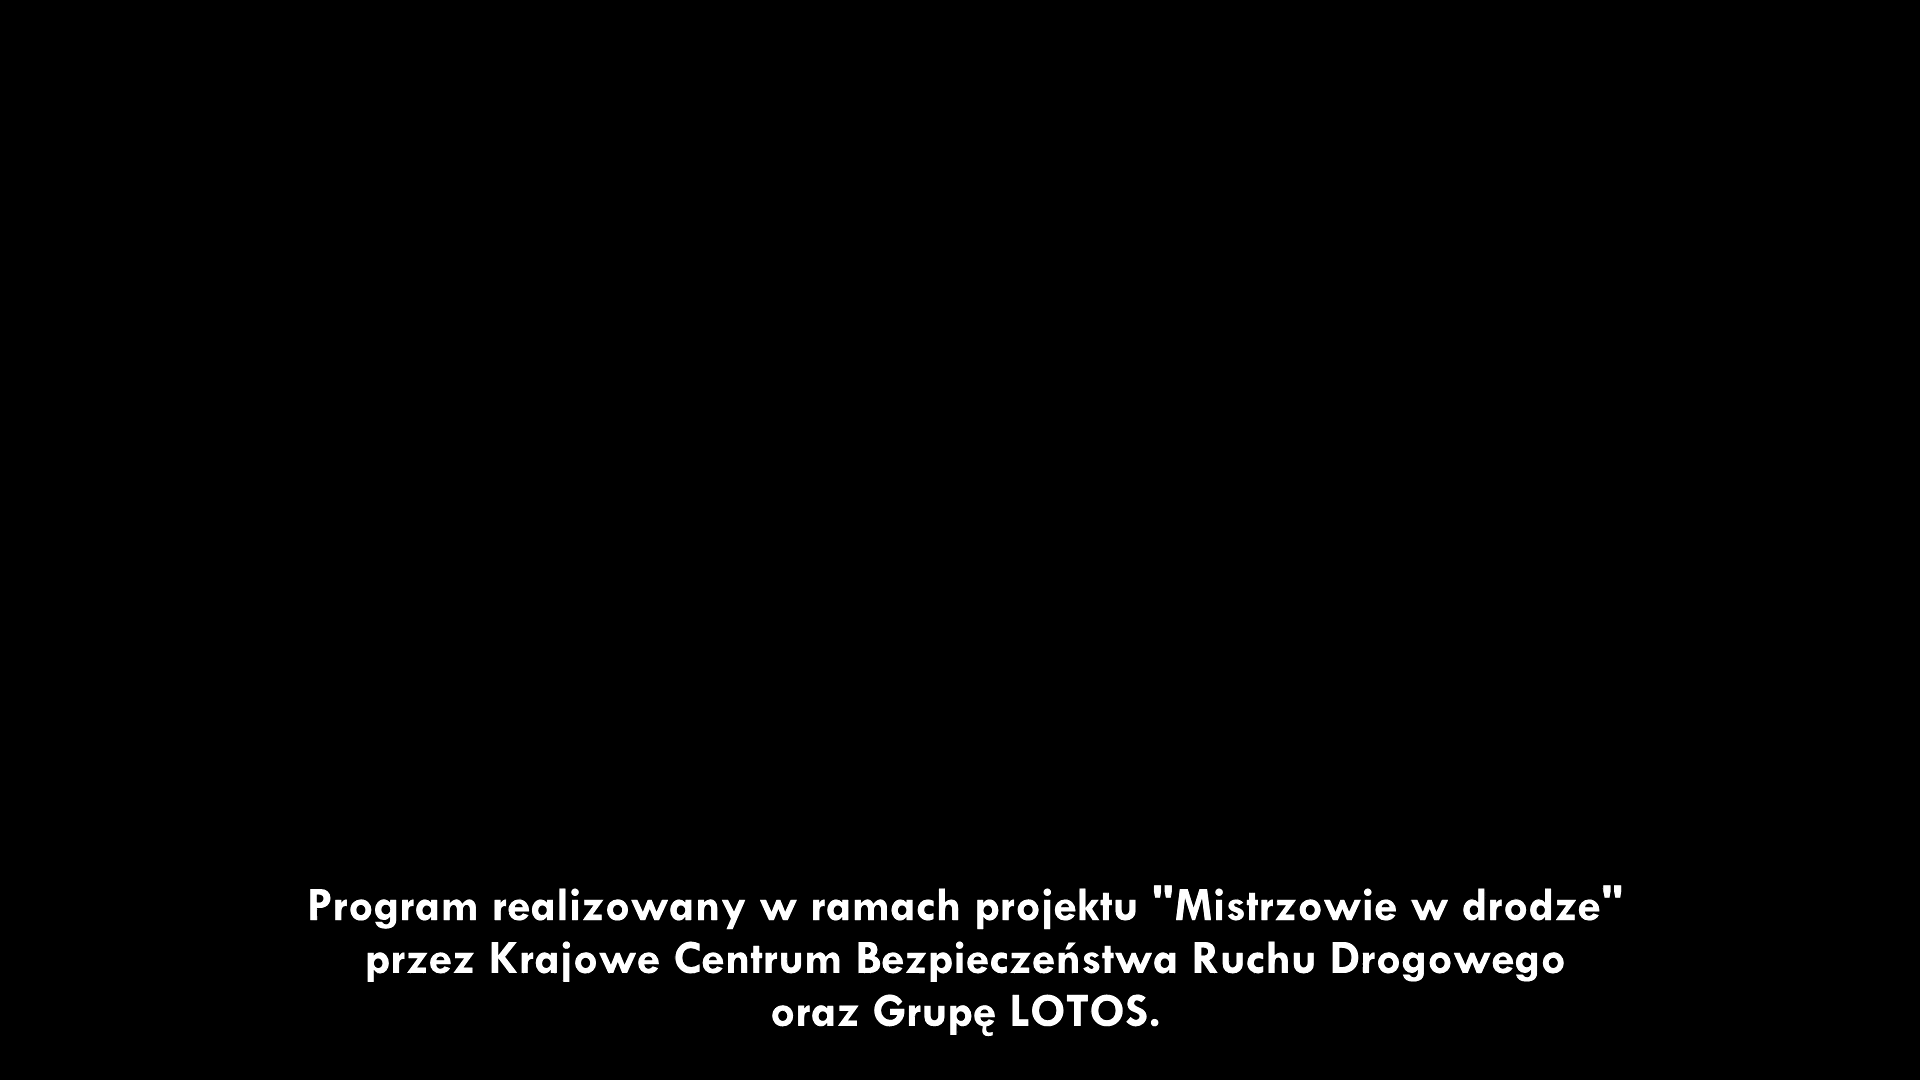 Program realizowany w ramach projektu "Mistrzowie w drodze"
przez Krajowe Centrum Bezpieczeństwa Ruchu Drogowego
oraz Grupę LOTOS.